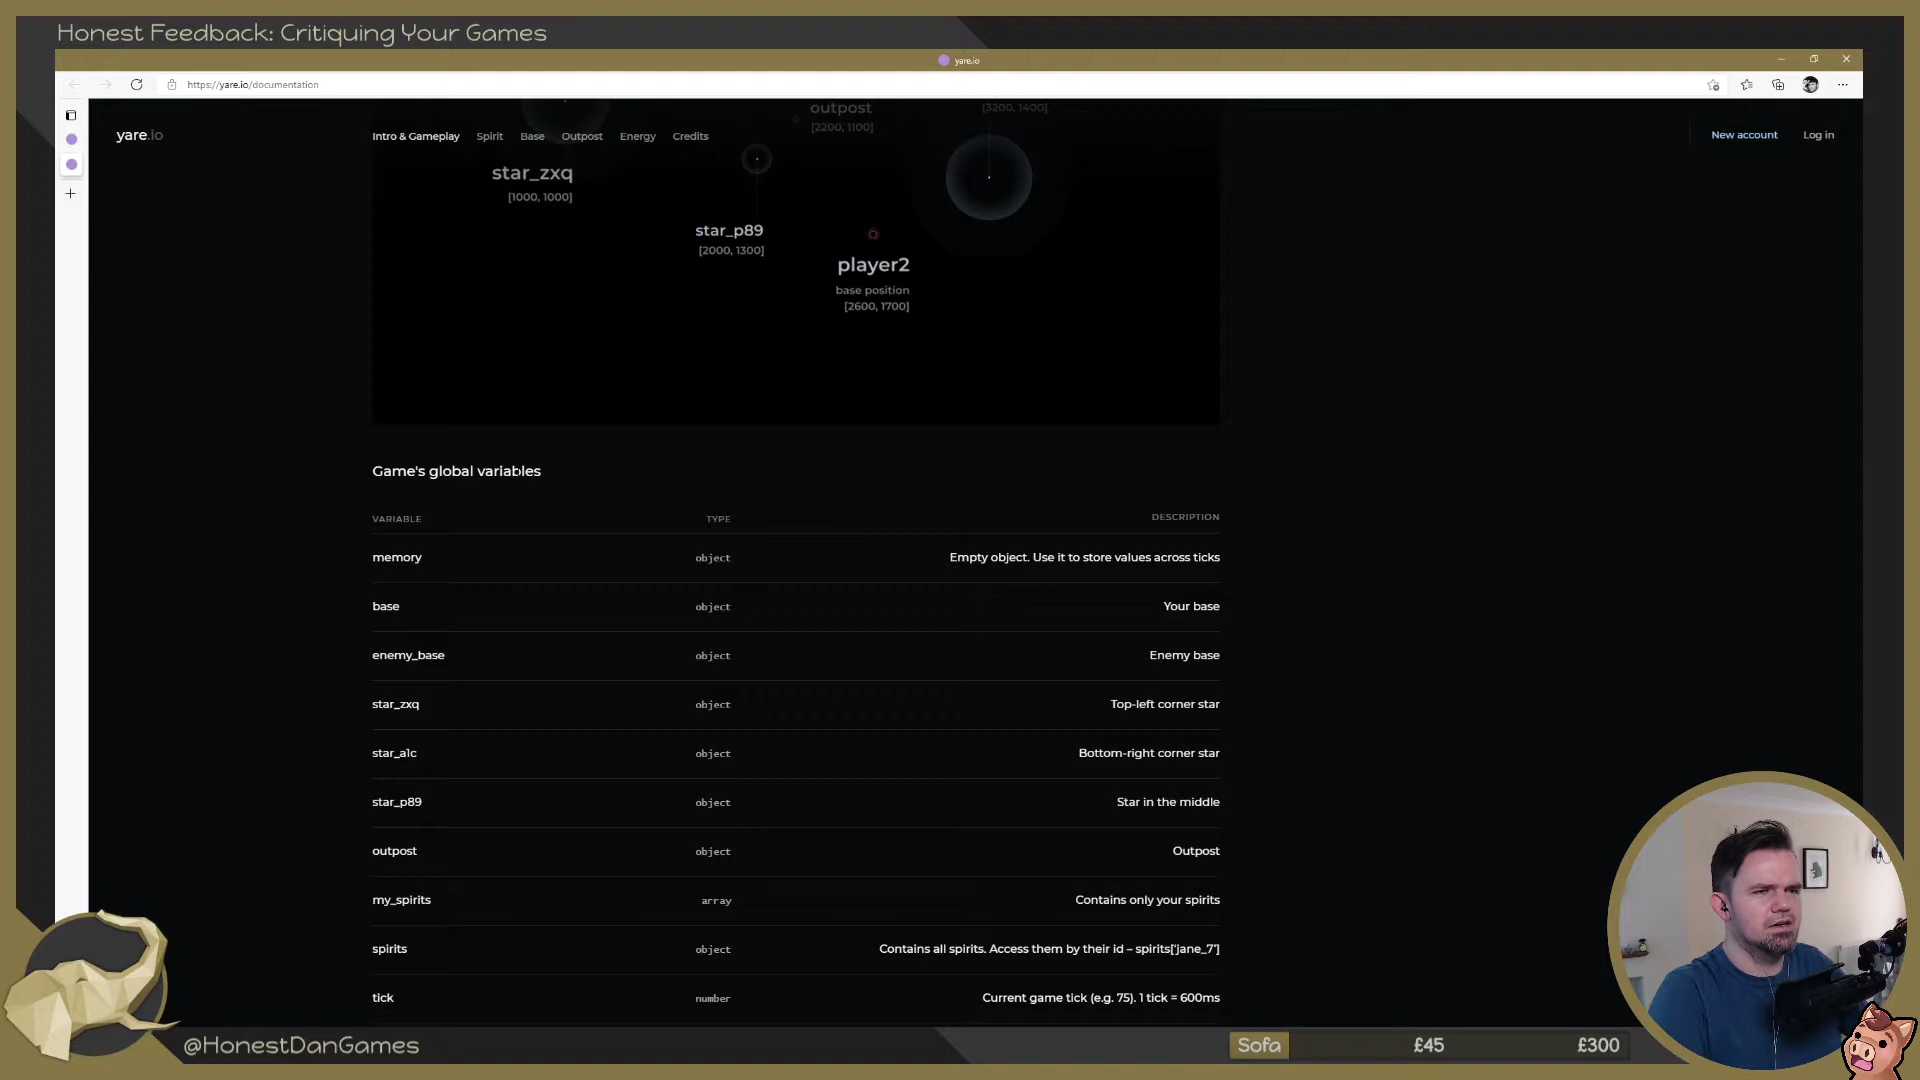 Honest Feedback: Critiquing Your Games
yare.io
https://yare.io/documentation
outpost
[2200, 1100]
[3200, 1400]
yare.io
Intro & Gameplay Spirit Base Outpost Energy Credits
New account Log in
star_zxq
[1000, 1000]
star_p89
[2000, 1300]
player2
base position
[2600, 1700]
Game's global variables
VARIABLE TYPE DESCRIPTION
memory object Empty object. Use it to store values across ticks
base object Your base
enemy_base object Enemy base
star_zxq object Top-left corner star
star_a1c object Bottom-right corner star
star_p89 object Star in the middle
outpost object Outpost
my_spirits array Contains only your spirits
spirits object Contains all spirits. Access them by their id – spirits['jane_7']
tick number Current game tick (e.g. 75). 1 tick = 600ms
@HonestDanGames
Sofa £45 £300